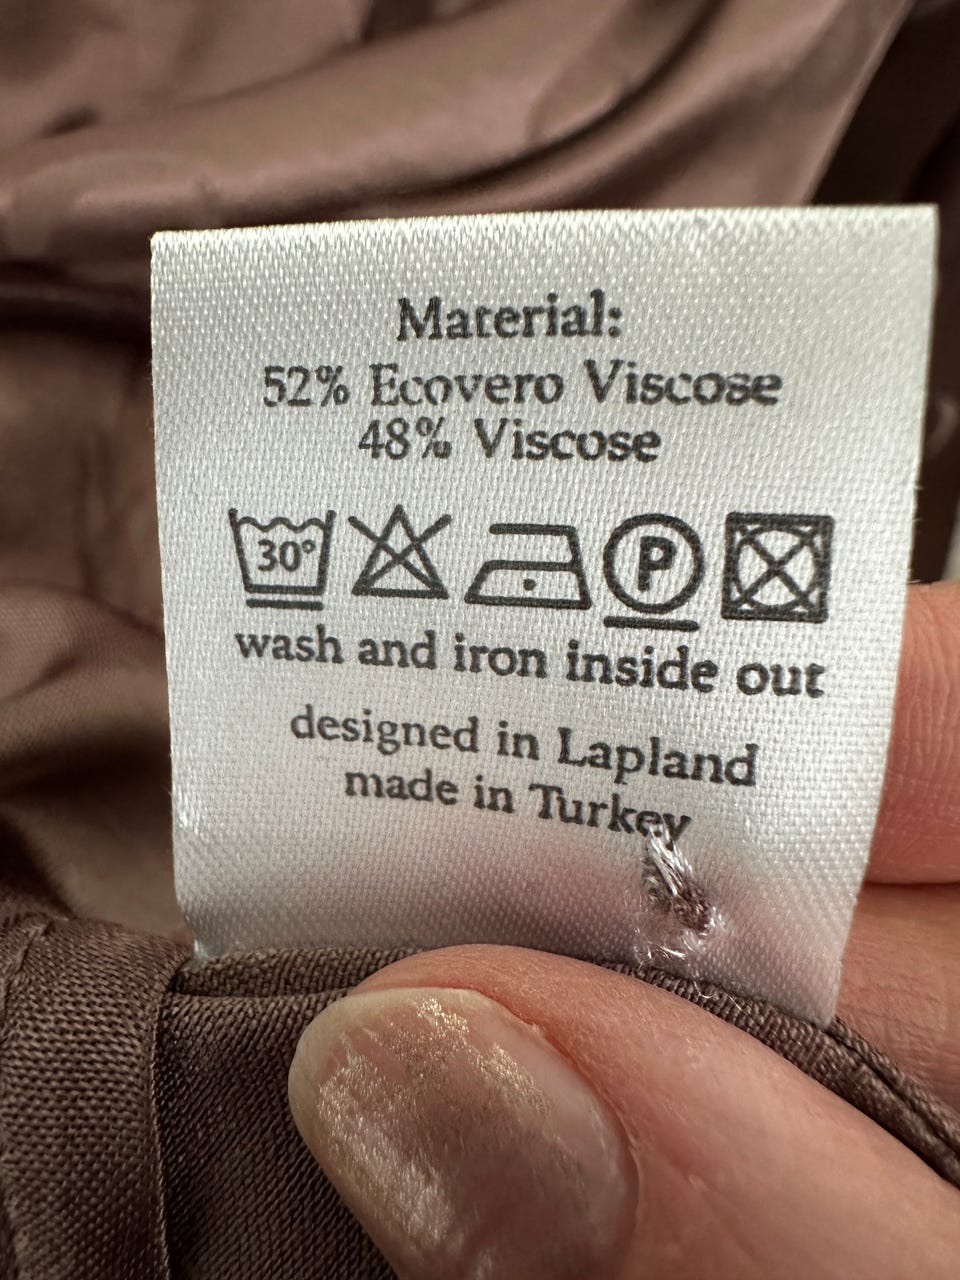 Material:
52% Ecovero Viscose
48% Viscose
30° P
wash and iron inside out
designed in Lapland
made in Turkey